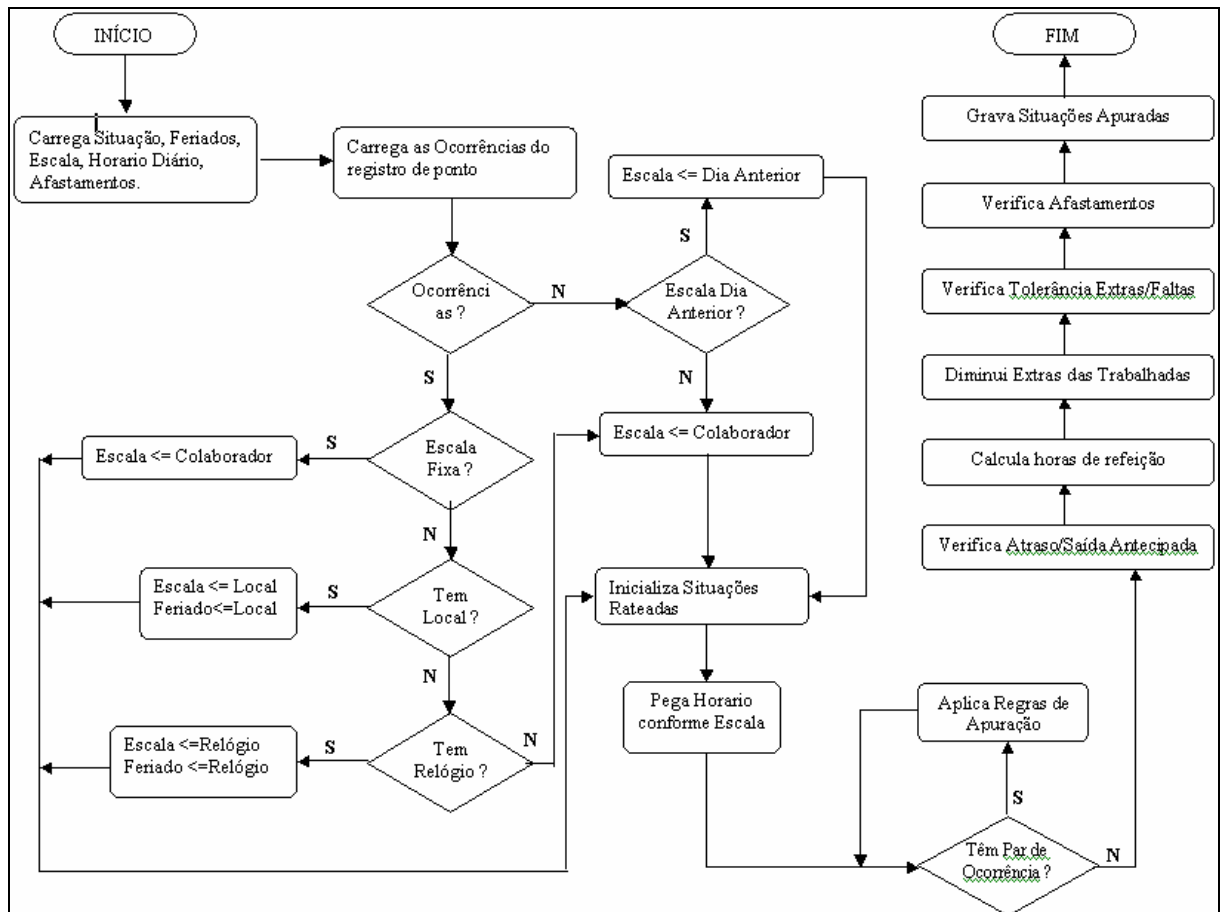 INÍCIO
Carrega Situação, Feriados,
Escala, Horario Diário,
Afastamentos.
Carrega as Ocorrências do
registro de ponto
Ocorrênci
as ?
N
Escala Dia
Anterior ?
S
Escala <= Dia Anterior
N
Escala <= Colaborador
S
Escala
Fixa ?
S
Escala <= Colaborador
N
Tem
Local ?
S
Escala <= Local
Feriado<=Local
N
Tem
Relógio ?
S
Escala <=Relógio
Feriado <=Relógio
N
Inicializa Situações
Rateadas
Pega Horario
conforme Escala
Têm Par de
Ocorrência ?
S
Aplica Regras de
Apuração
N
Verifica Atraso/Saída Antecipada
Calcula horas de refeição
Diminui Extras das Trabalhadas
Verifica Tolerância Extras/Faltas
Verifica Afastamentos
Grava Situações Apuradas
FIM